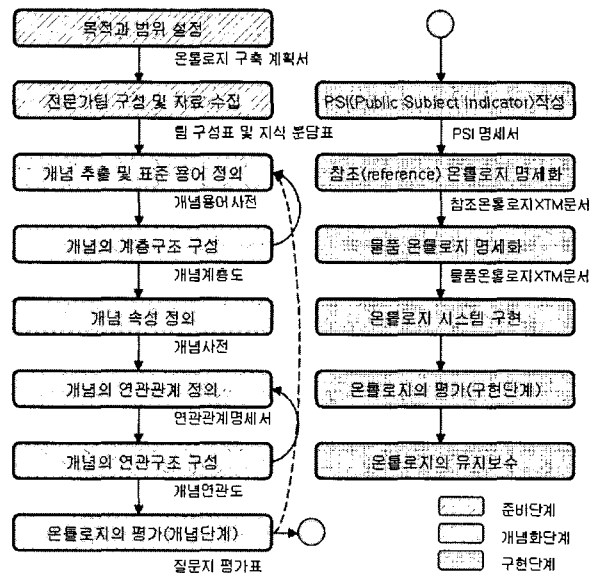 목적과 범위 설정
온톨로지 구축 계획서
전문가팀 구성 및 자료 수집
팀 구성표 및 지식 분담표
개념 추출 및 표준 용어 정의
개념용어사전
개념의 계층구조 구성
개념계층도
개념 속성 정의
개념사전
개념의 연관관계 정의
연관관계명세서
개념의 연관구조 구성
개념연관도
온톨로지의 평가(개념단계)
질문지 평가표
PSI(Public Subject Indicator)작성
PSI 명세서
참조(reference) 온톨로지 명세화
참조온톨로지XTM문서
물품 온톨로지 명세화
물품온톨로지XTM문서
온톨로지 시스템 구현
온톨로지의 평가(구현단계)
온톨로지의 유지보수
준비단계
개념화단계
구현단계